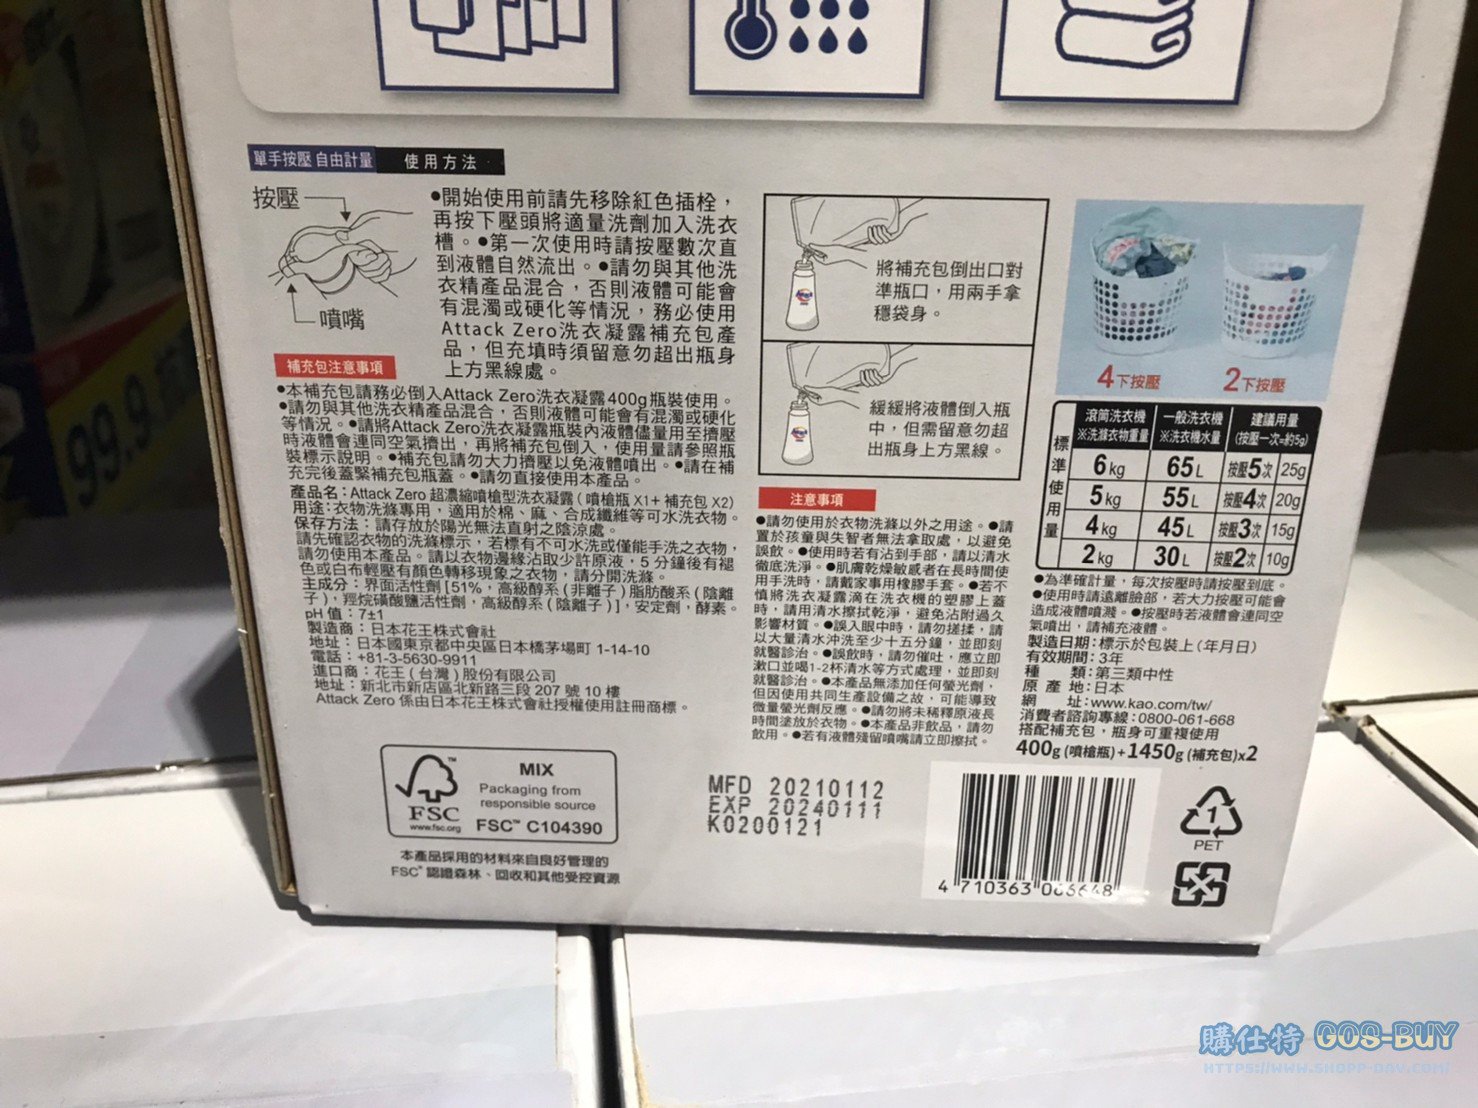 單手按壓 自由計量 使用方法
按壓
噴嘴
●開始使用前請先移除紅色插栓，
再按下壓頭將適量洗劑加入洗衣
槽。●第一次使用時請按壓數次直
到液體自然流出。●請勿與其他洗
衣精產品混合，否則液體可能會
有混濁或硬化等情況，務必使用
Attack Zero洗衣凝露補充包產
品，但充填時須留意勿超出瓶身
上方黑線處。
補充包注意事項
●本補充包請務必倒入Attack Zero洗衣凝露400g瓶裝使用。
●請勿與其他洗衣精產品混合，否則液體可能會有混濁或硬化
等情況。●請將Attack Zero洗衣凝露瓶裝內液體儘量用至擠壓
時液體會連同空氣擠出，再將補充包倒入，使用量請參照瓶
裝標示說明。●補充包請勿大力擠壓以免液體噴出。●請在補
充完後蓋緊補充包瓶蓋。●請勿直接使用本產品。
產品名：Attack Zero 超濃縮噴槍型洗衣凝露（噴槍瓶 X1+ 補充包 X2）
用途：衣物洗滌專用，適用於棉、麻、合成纖維等可水洗衣物。
保存方法：請存放於陽光無法直射之陰涼處。
請先確認衣物的洗滌標示，若標有不可水洗或僅能手洗之衣物，
請勿使用本產品。請以衣物邊緣沾取少許原液，5 分鐘後有褪
色或白布輕壓有顏色轉移現象之衣物，請分開洗滌。
主成分：界面活性劑 [51%，高級醇系（非離子）脂肪酸系（陰離
子），羥烷磺酸鹽活性劑，高級醇系（陰離子）]，安定劑，酵素。
pH 值：7±1
製造商：日本花王株式會社
地址：日本國東京都中央區日本橋茅場町 1-14-10
電話：+81-3-5630-9911
進口商：花王（台灣）股份有限公司
地址：新北市新店區北新路三段 207 號 10 樓
Attack Zero 係由日本花王株式會社授權使用註冊商標。
將補充包倒出口對
準瓶口，用兩手拿
穩袋身。
緩緩將液體倒入瓶
中，但需留意勿超
出瓶身上方黑線。
注意事項
●請勿使用於衣物洗滌以外之用途。●請
置於孩童與失智者無法拿取處，以避免
誤飲。●使用時若有沾到手部，請以清水
徹底洗淨。●肌膚乾燥敏感者在長時間使
用手洗時，請戴家事用橡膠手套。●若不
慎將洗衣凝露滴在洗衣機的塑膠上蓋
時，請用清水擦拭乾淨，避免沾附過久
影響材質。●誤入眼中時，請勿搓揉，請
以大量清水沖洗至少十五分鐘，並即刻
就醫診治。●誤飲時，請勿催吐，應立即
漱口並喝1-2杯清水等方式處理，並即刻
就醫診治。●本產品無添加任何螢光劑，
但因使用共同生產設備之故，可能導致
微量螢光劑反應。●請勿將未稀釋原液長
時間塗放於衣物。●本產品非飲品，請勿
飲用。●若有液體殘留噴嘴請立即擦拭。
4下按壓 2下按壓
標準使用量
滾筒洗衣機 一般洗衣機 建議用量
※洗滌衣物重量 ※洗衣機水量 (按壓一次=約5g)
6kg 65L 按壓5次 25g
5kg 55L 按壓4次 20g
4kg 45L 按壓3次 15g
2kg 30L 按壓2次 10g
●為準確計量，每次按壓時請按壓到底。
●使用時請遠離臉部，若大力按壓可能會
造成液體噴濺。●按壓時若液體會連同空
氣噴出，請補充液體。
製造日期：標示於包裝上（年月日）
有效期間：3年
種 類：第三類中性
原 產 地：日本
網 址：www.kao.com/tw/
消費者諮詢專線：0800-061-668
搭配補充包，瓶身可重複使用
400g (噴槍瓶)+1450g (補充包)x2
FSC
www.fsc.org
MIX
Packaging from
responsible source
FSC™ C104390
本產品採用的材料來自良好管理的
FSC® 認證森林、回收和其他受控資源
MFD 20210112
EXP 20240111
K0200121
4 710363 066648
1
PET
99.9
購仕特 GOS-BUY
HTTPS://WWW.SHOPP-DAY.COM/